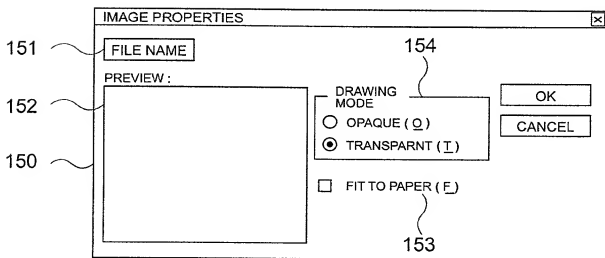 IMAGE PROPERTIES
151
FILE NAME
154
PREVIEW :
152
DRAWING MODE
OK
OPAQUE ( O )
CANCEL
TRANSPARNT ( T )
150
FIT TO PAPER ( F )
153